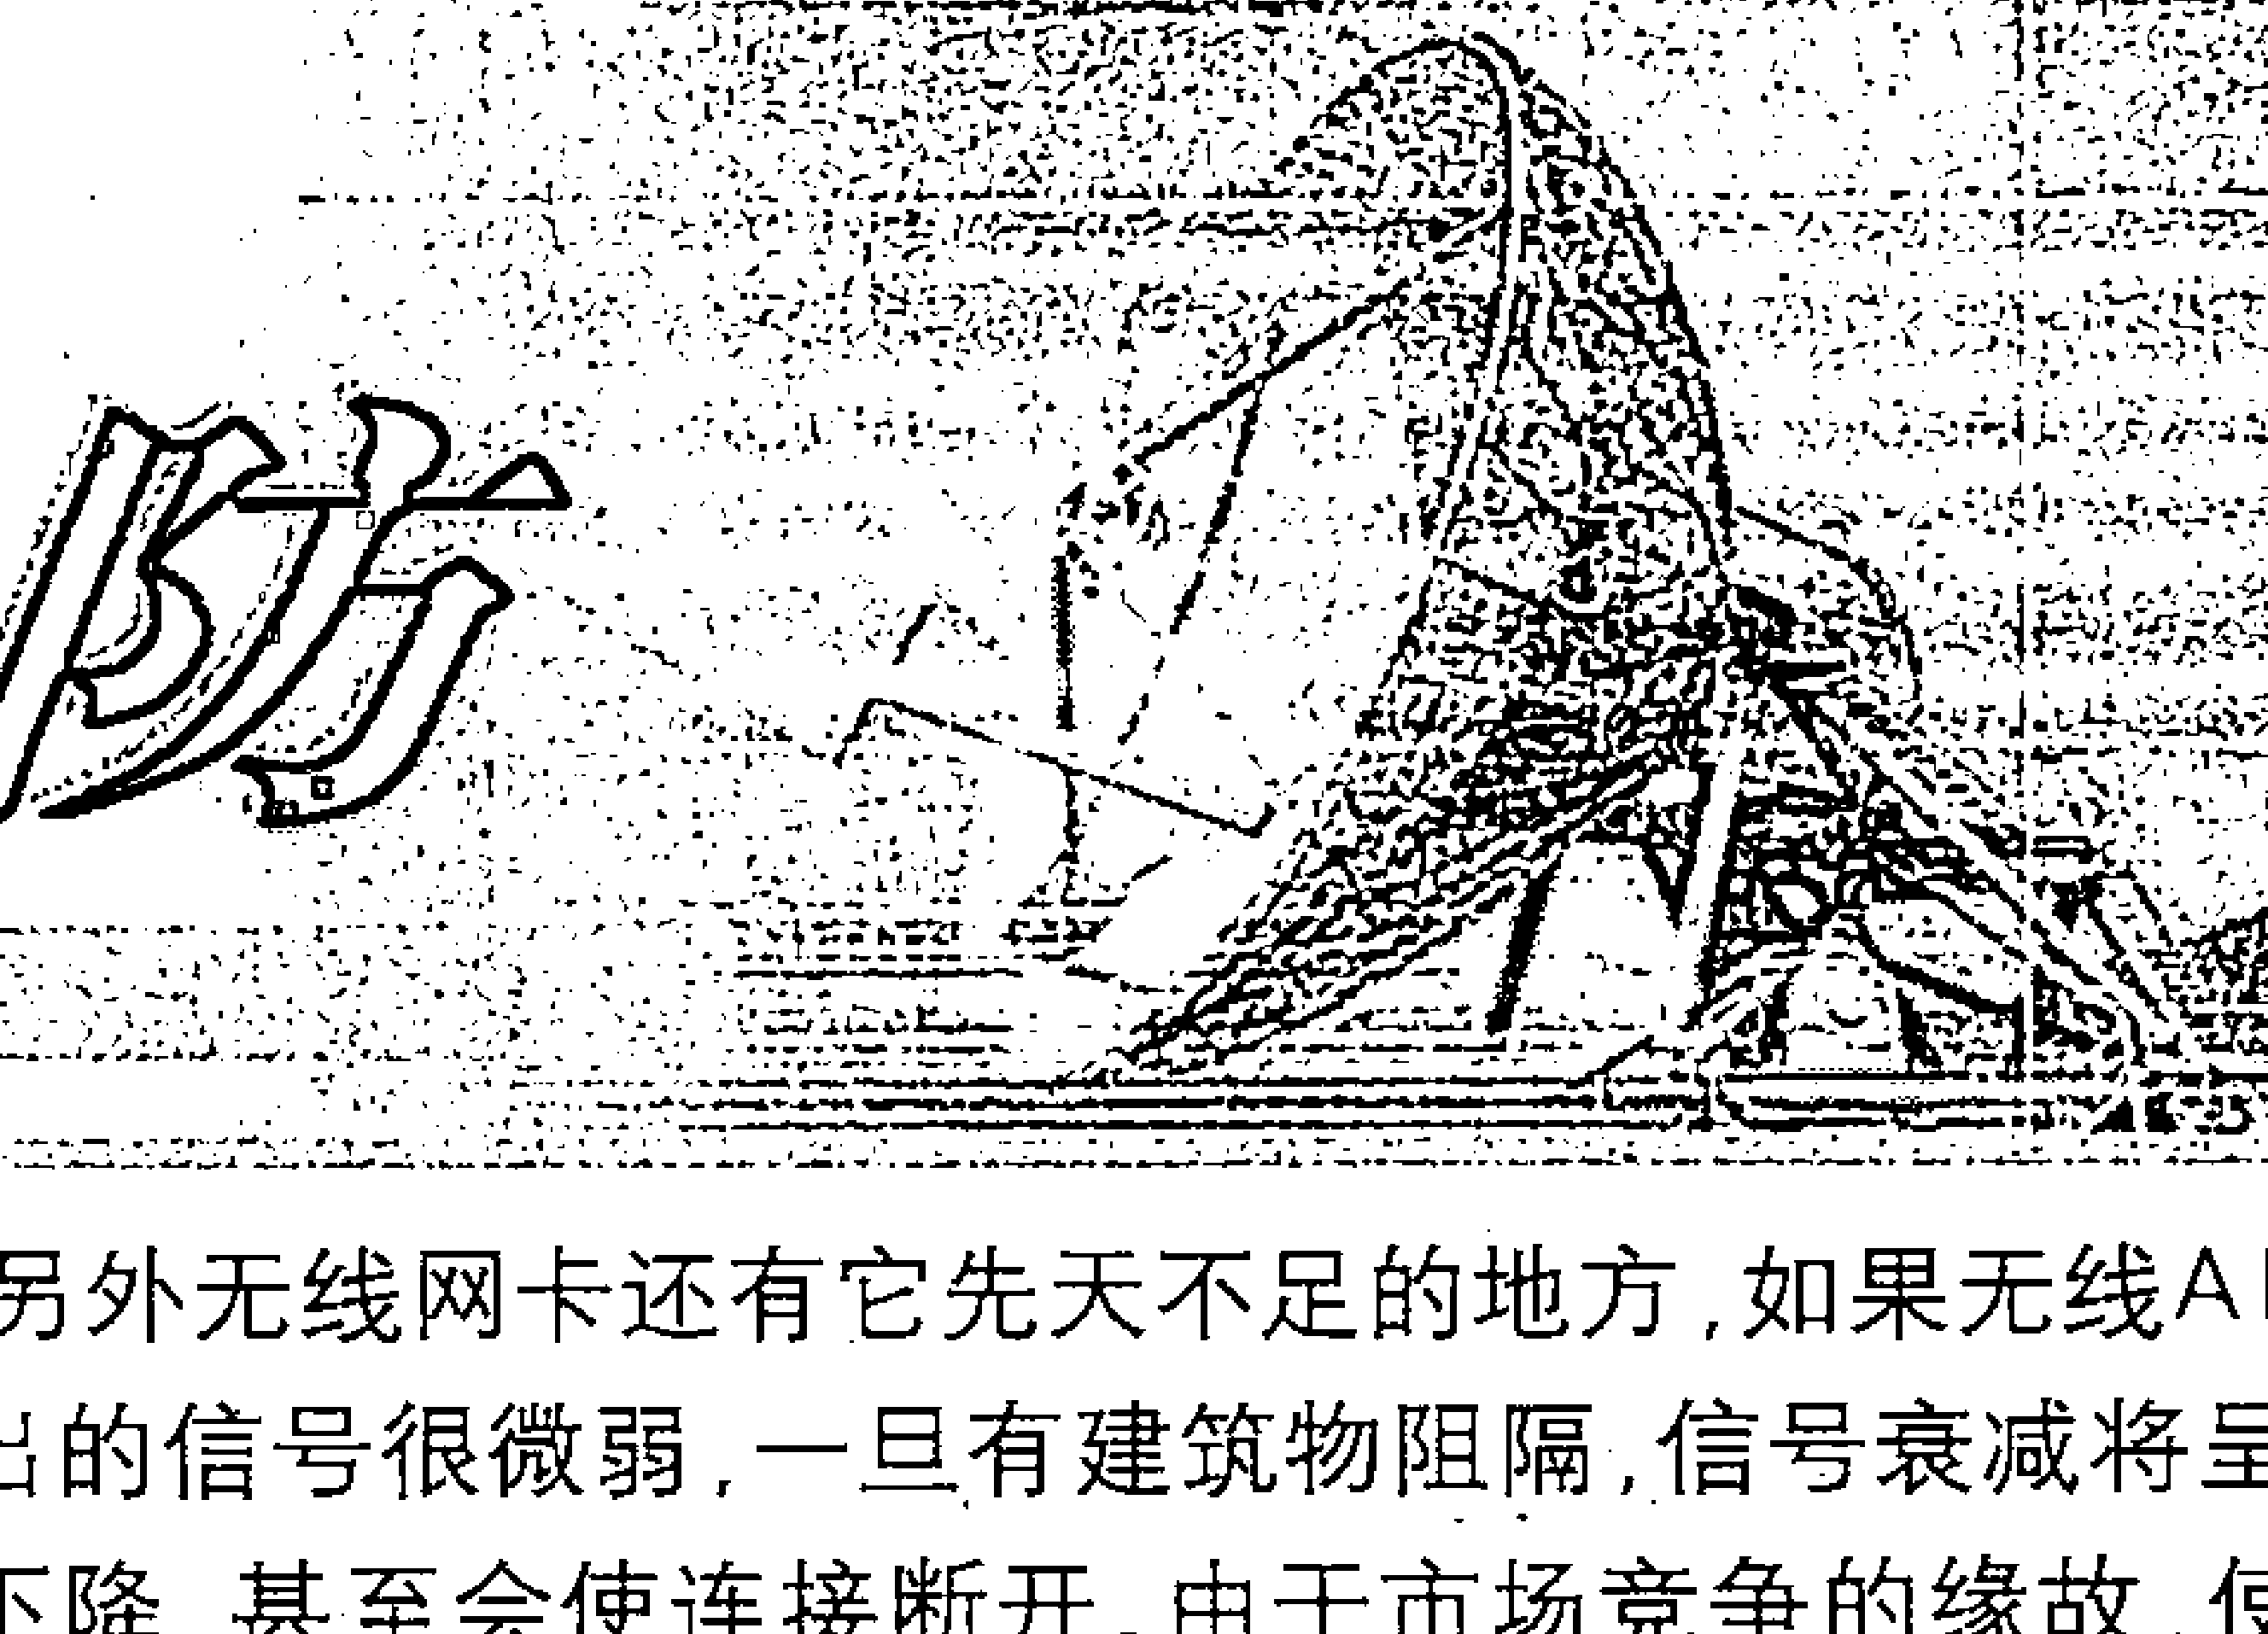 防
另外无线网卡还有它先天不足的地方,如果无线A
出的信号很微弱,一旦有建筑物阻隔,信号衰减将呈
下降 甚至会使连接断开.由于市场竞争的缘故,使